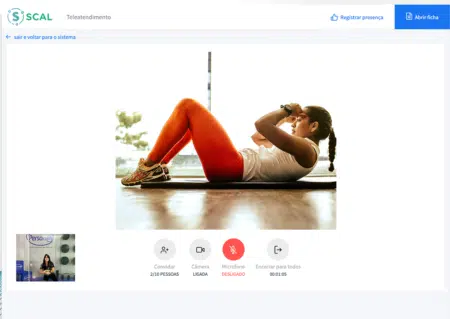 SCAL
Teleatendimento
Registrar presença
Abrir ficha
sair e voltar para o sistema
Convidar
2/10 PESSOAS
Câmera
LIGADA
Microfone
DESLIGADO
Encerrar para todos
00:01:05